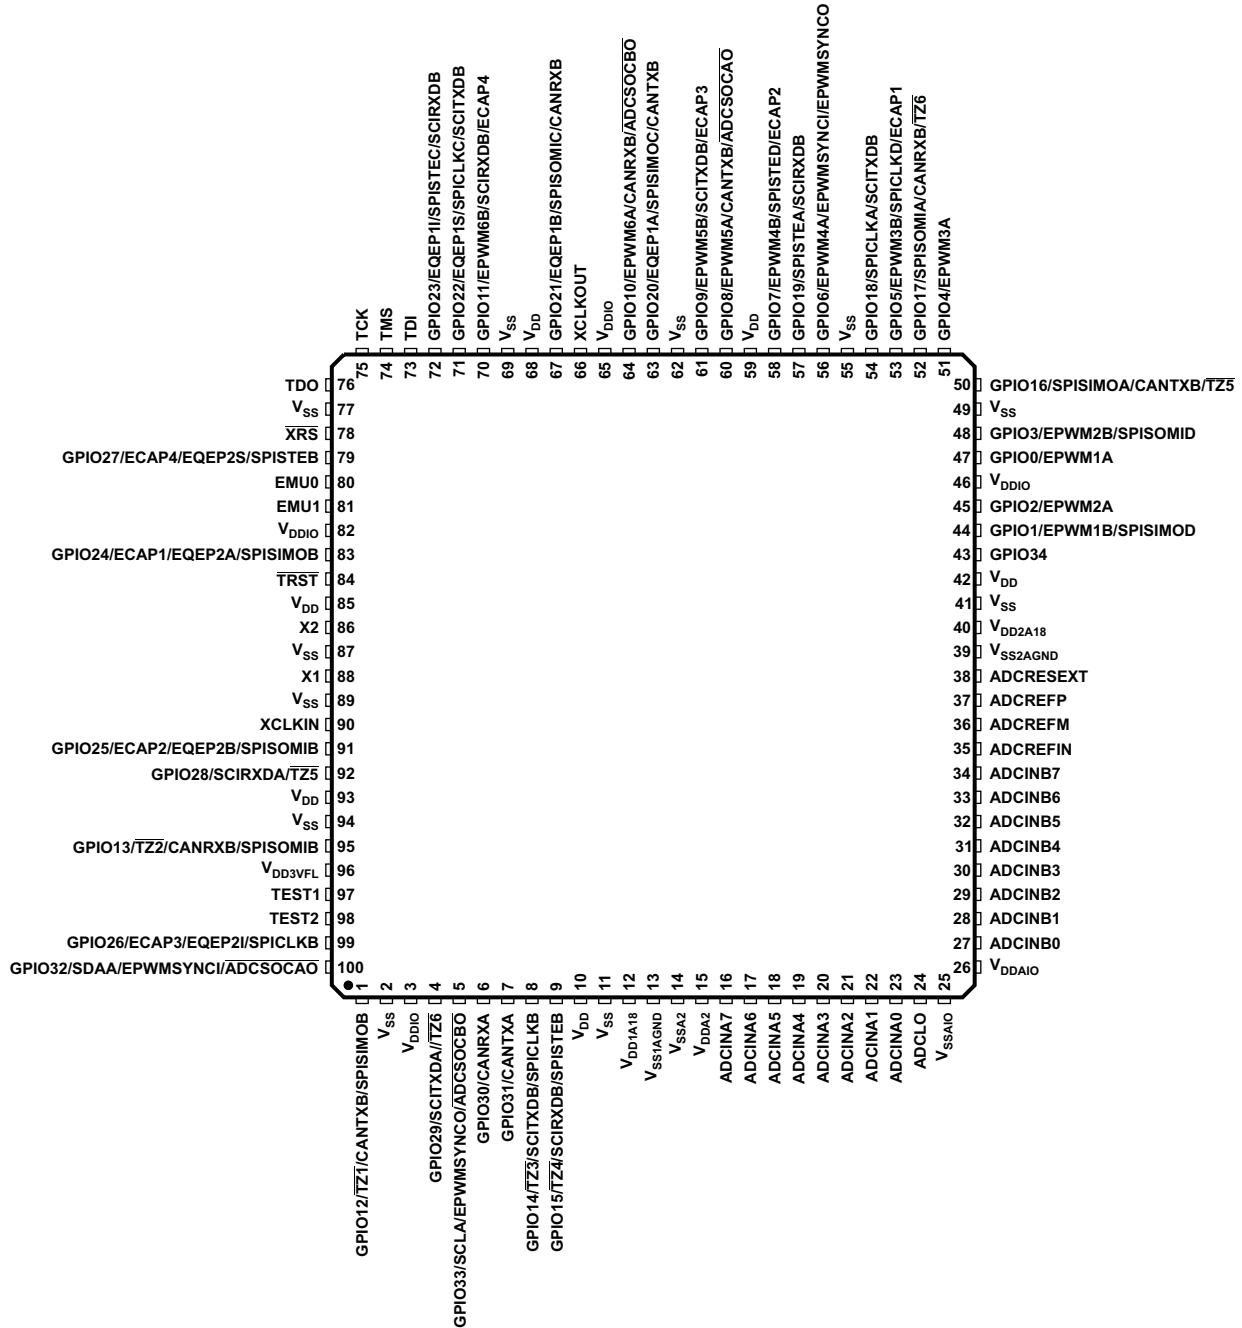 75 TCK
74 TMS
73 TDI
72 GPIO23/EQEP1I/SPISTEC/SCIRXDB
71 GPIO22/EQEP1S/SPICLKC/SCITXDB
70 GPIO11/EPWM6B/SCIRXDB/ECAP4
69 VSS
68 VDD
67 GPIO21/EQEP1B/SPISOMIC/CANRXB
66 XCLKOUT
65 VDDIO
64 GPIO10/EPWM6A/CANRXB/ADCSOCBO
63 GPIO20/EQEP1A/SPISIMOC/CANTXB
62 VSS
61 GPIO9/EPWM5B/SCITXDB/ECAP3
60 GPIO8/EPWM5A/CANTXB/ADCSOCAO
59 VDD
58 GPIO7/EPWM4B/SPISTED/ECAP2
57 GPIO19/SPISTEA/SCIRXDB
56 GPIO6/EPWM4A/EPWMSYNCI/EPWMSYNCO
55 VSS
54 GPIO18/SPICLKA/SCITXDB
53 GPIO5/EPWM3B/SPICLKD/ECAP1
52 GPIO17/SPISOMIA/CANRXB/TZ6
51 GPIO4/EPWM3A
TDO 76
VSS 77
XRS 78
GPIO27/ECAP4/EQEP2S/SPISTEB 79
EMU0 80
EMU1 81
VDDIO 82
GPIO24/ECAP1/EQEP2A/SPISIMOB 83
TRST 84
VDD 85
X2 86
VSS 87
X1 88
VSS 89
XCLKIN 90
GPIO25/ECAP2/EQEP2B/SPISOMIB 91
GPIO28/SCIRXDA/TZ5 92
VDD 93
VSS 94
GPIO13/TZ2/CANRXB/SPISOMIB 95
VDD3VFL 96
TEST1 97
TEST2 98
GPIO26/ECAP3/EQEP2I/SPICLKB 99
GPIO32/SDAA/EPWMSYNCI/ADCSOCAO 100
50 GPIO16/SPISIMOA/CANTXB/TZ5
49 VSS
48 GPIO3/EPWM2B/SPISOMID
47 GPIO0/EPWM1A
46 VDDIO
45 GPIO2/EPWM2A
44 GPIO1/EPWM1B/SPISIMOD
43 GPIO34
42 VDD
41 VSS
40 VDD2A18
39 VSS2AGND
38 ADCRESEXT
37 ADCREFP
36 ADCREFM
35 ADCREFIN
34 ADCINB7
33 ADCINB6
32 ADCINB5
31 ADCINB4
30 ADCINB3
29 ADCINB2
28 ADCINB1
27 ADCINB0
26 VDDAIO
1 GPIO12/TZ1/CANTXB/SPISIMOB
2 VSS
3 VDDIO
4 GPIO29/SCITXDA//TZ6
5 GPIO33/SCLA/EPWMSYNCO/ADCSOCBO
6 GPIO30/CANRXA
7 GPIO31/CANTXA
8 GPIO14/TZ3/SCITXDB/SPICLKB
9 GPIO15/TZ4/SCIRXDB/SPISTEB
10 VDD
11 VSS
12 VDD1A18
13 VSS1AGND
14 VSSA2
15 VDDA2
16 ADCINA7
17 ADCINA6
18 ADCINA5
19 ADCINA4
20 ADCINA3
21 ADCINA2
22 ADCINA1
23 ADCINA0
24 ADCLO
25 VSSAIO